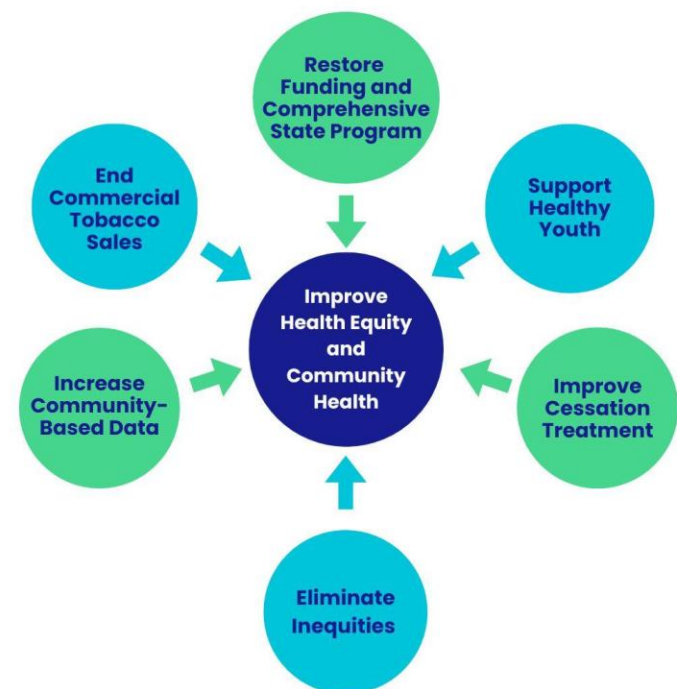 Restore
Funding and
Comprehensive
State Program
End
Commercial
Tobacco
Sales
Support
Healthy
Youth
Improve
Health Equity
and
Community
Health
Increase
Community-
Based Data
Improve
Cessation
Treatment
Eliminate
Inequities